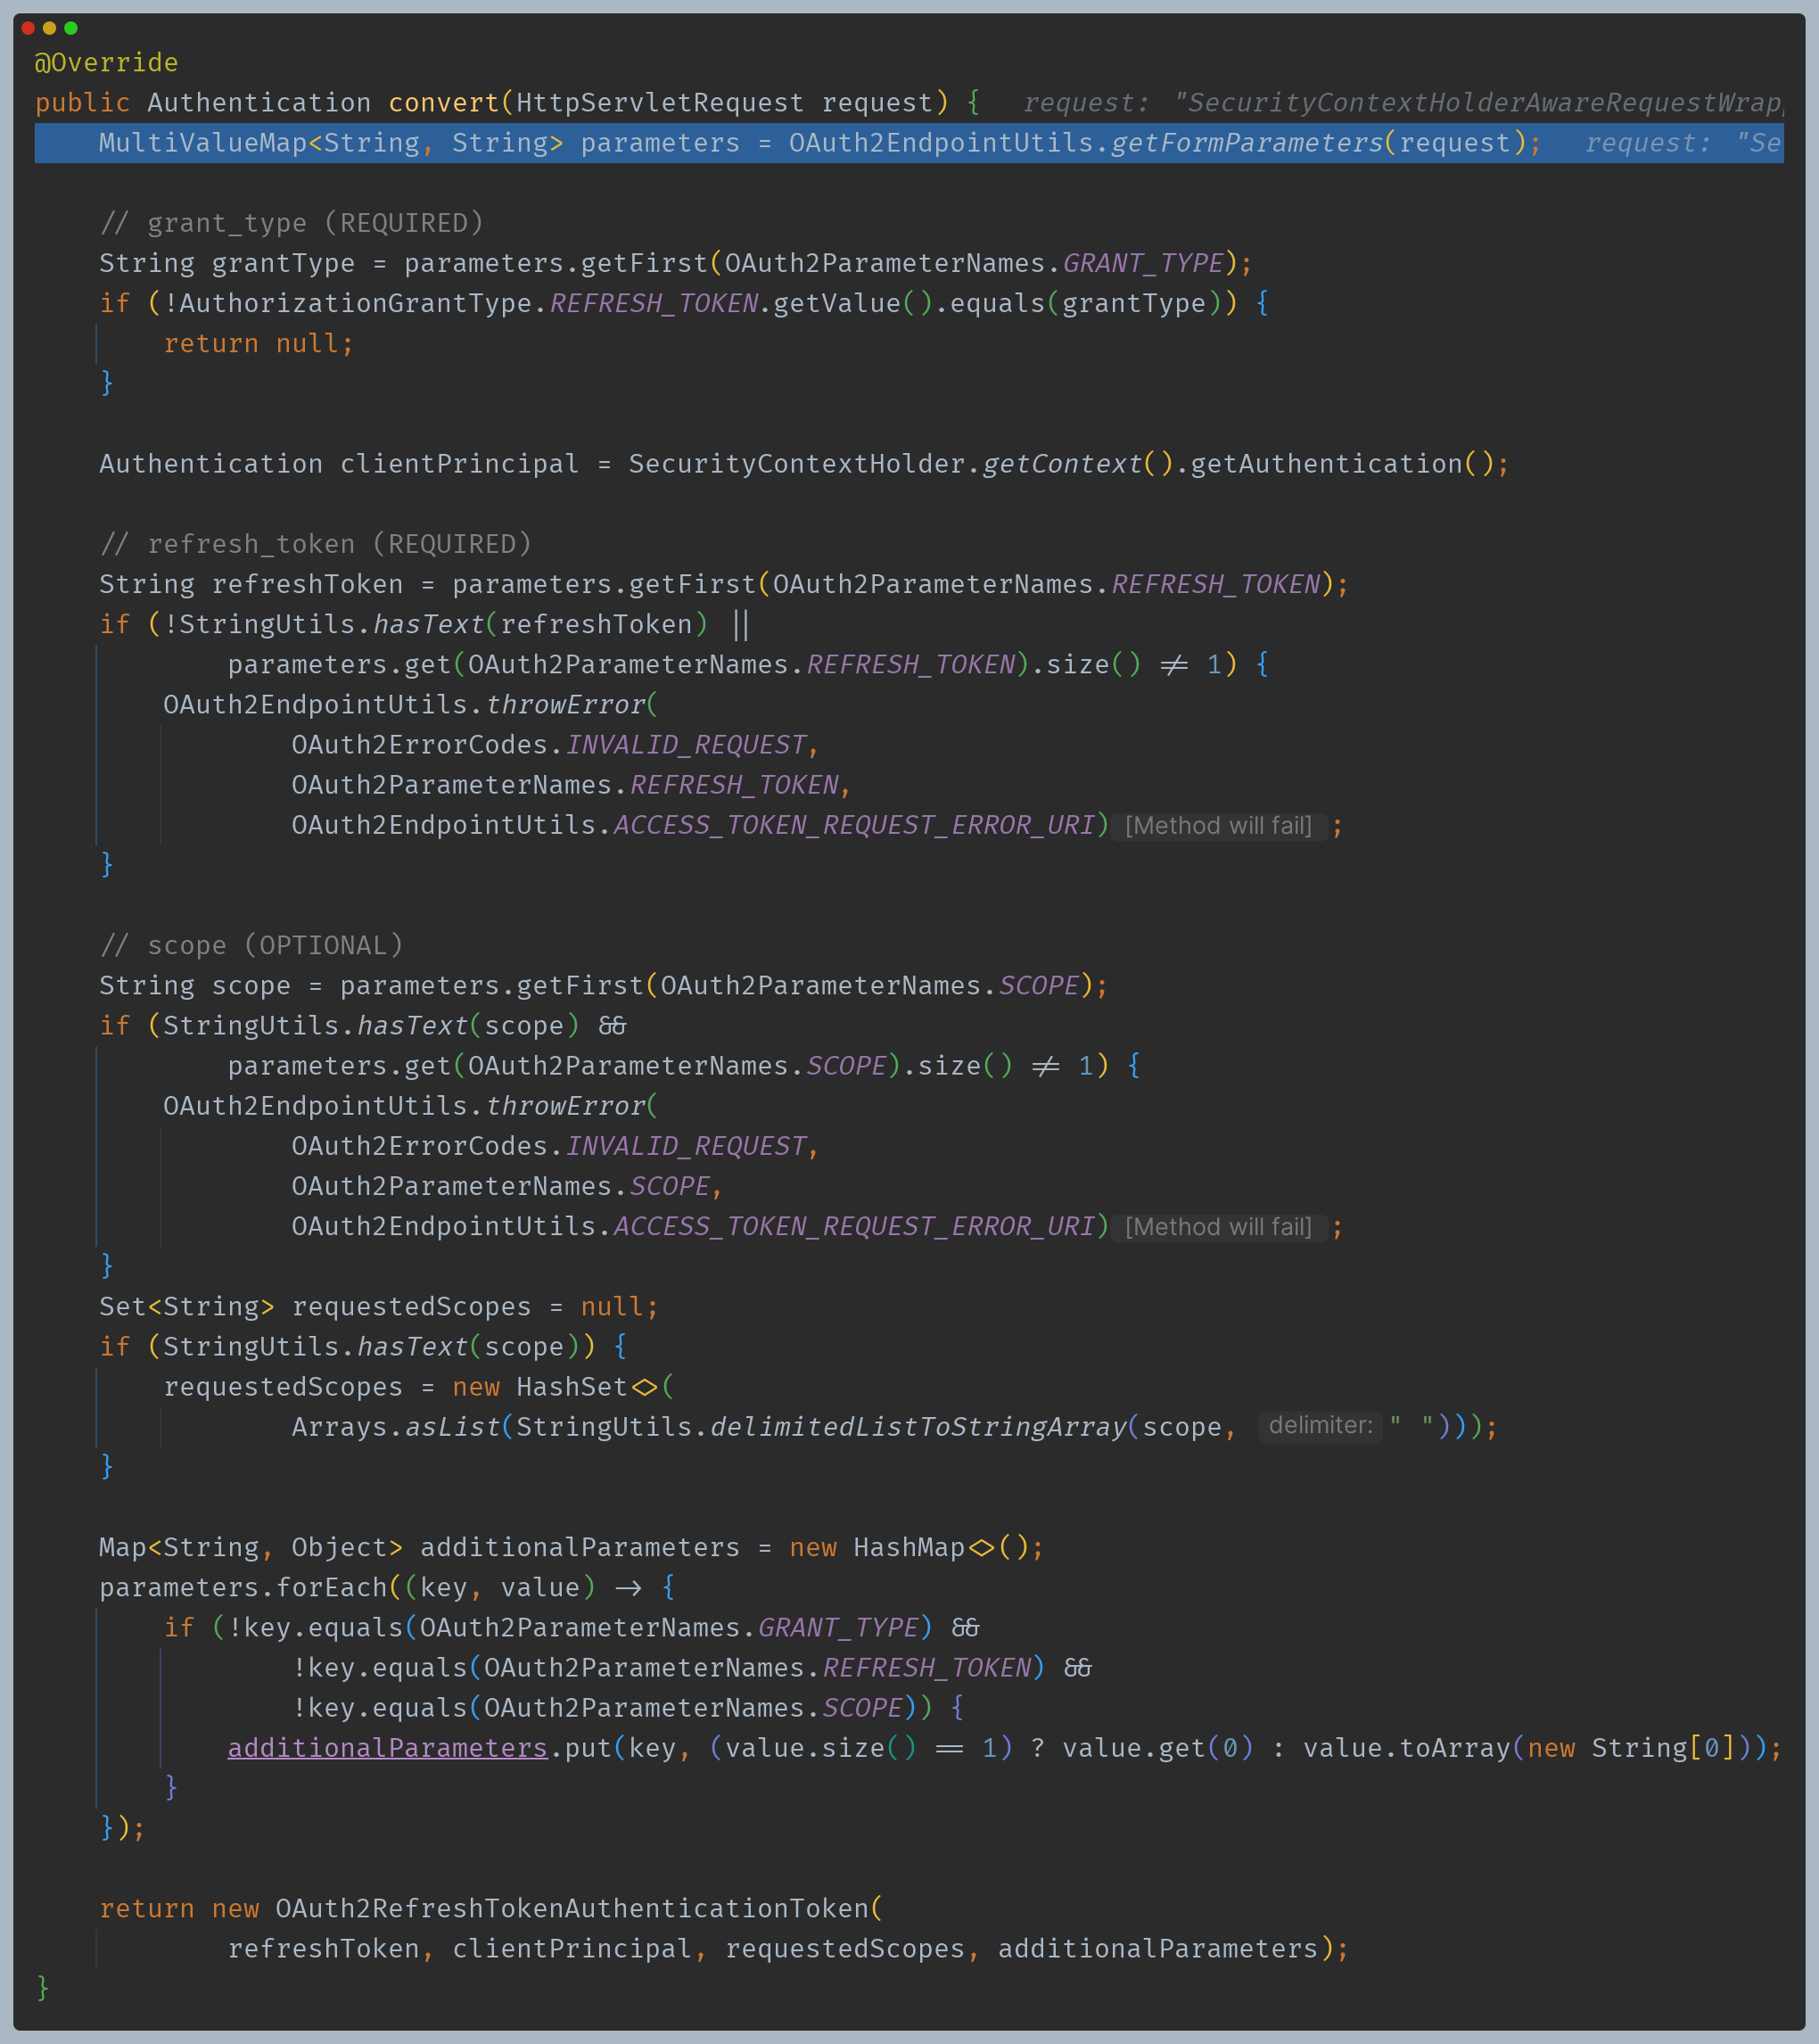 @Override
public Authentication convert(HttpServletRequest request) {   request: "SecurityContextHolderAwareRequestWrap
    MultiValueMap<String, String> parameters = OAuth2EndpointUtils.getFormParameters(request);   request: "Se

    // grant_type (REQUIRED)
    String grantType = parameters.getFirst(OAuth2ParameterNames.GRANT_TYPE);
    if (!AuthorizationGrantType.REFRESH_TOKEN.getValue().equals(grantType)) {
        return null;
    }

    Authentication clientPrincipal = SecurityContextHolder.getContext().getAuthentication();

    // refresh_token (REQUIRED)
    String refreshToken = parameters.getFirst(OAuth2ParameterNames.REFRESH_TOKEN);
    if (!StringUtils.hasText(refreshToken) ||
            parameters.get(OAuth2ParameterNames.REFRESH_TOKEN).size() != 1) {
        OAuth2EndpointUtils.throwError(
                OAuth2ErrorCodes.INVALID_REQUEST,
                OAuth2ParameterNames.REFRESH_TOKEN,
                OAuth2EndpointUtils.ACCESS_TOKEN_REQUEST_ERROR_URI) [Method will fail] ;
    }

    // scope (OPTIONAL)
    String scope = parameters.getFirst(OAuth2ParameterNames.SCOPE);
    if (StringUtils.hasText(scope) &&
            parameters.get(OAuth2ParameterNames.SCOPE).size() != 1) {
        OAuth2EndpointUtils.throwError(
                OAuth2ErrorCodes.INVALID_REQUEST,
                OAuth2ParameterNames.SCOPE,
                OAuth2EndpointUtils.ACCESS_TOKEN_REQUEST_ERROR_URI) [Method will fail] ;
    }
    Set<String> requestedScopes = null;
    if (StringUtils.hasText(scope)) {
        requestedScopes = new HashSet<>(
                Arrays.asList(StringUtils.delimitedListToStringArray(scope, delimiter: " ")));
    }

    Map<String, Object> additionalParameters = new HashMap<>();
    parameters.forEach((key, value) -> {
        if (!key.equals(OAuth2ParameterNames.GRANT_TYPE) &&
                !key.equals(OAuth2ParameterNames.REFRESH_TOKEN) &&
                !key.equals(OAuth2ParameterNames.SCOPE)) {
            additionalParameters.put(key, (value.size() == 1) ? value.get(0) : value.toArray(new String[0]));
        }
    });

    return new OAuth2RefreshTokenAuthenticationToken(
            refreshToken, clientPrincipal, requestedScopes, additionalParameters);
}